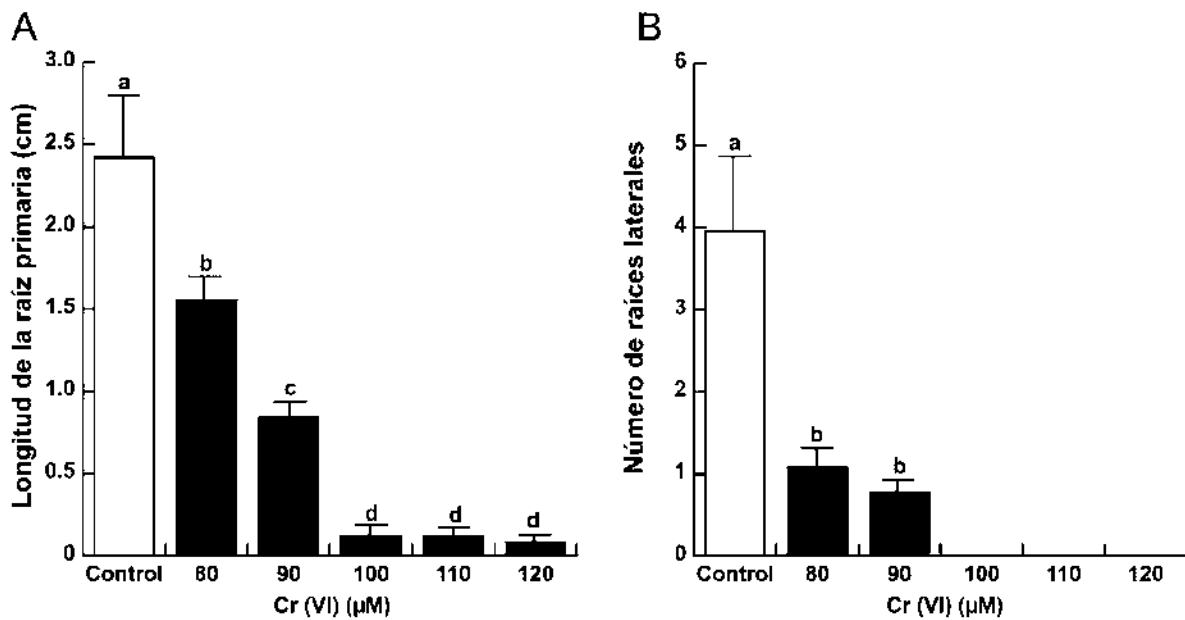 A
Longitud de la raíz primaria (cm)
3.0
2.5
2.0
1.5
1.0
0.5
0
a
b
c
d
d
d
Control 80 90 100 110 120
Cr (VI) (µM)
B
Número de raíces laterales
6
5
4
3
2
1
0
a
b
b
Control 80 90 100 110 120
Cr (VI) (µM)